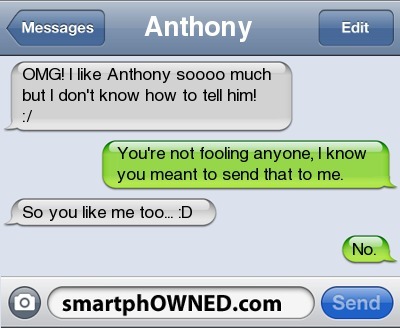 Messages
Anthony
Edit
OMG! I like Anthony soooo much
but I don't know how to tell him!
:/
You're not fooling anyone, I know
you meant to send that to me.
So you like me too... :D
No.
smartphOWNED.com
Send